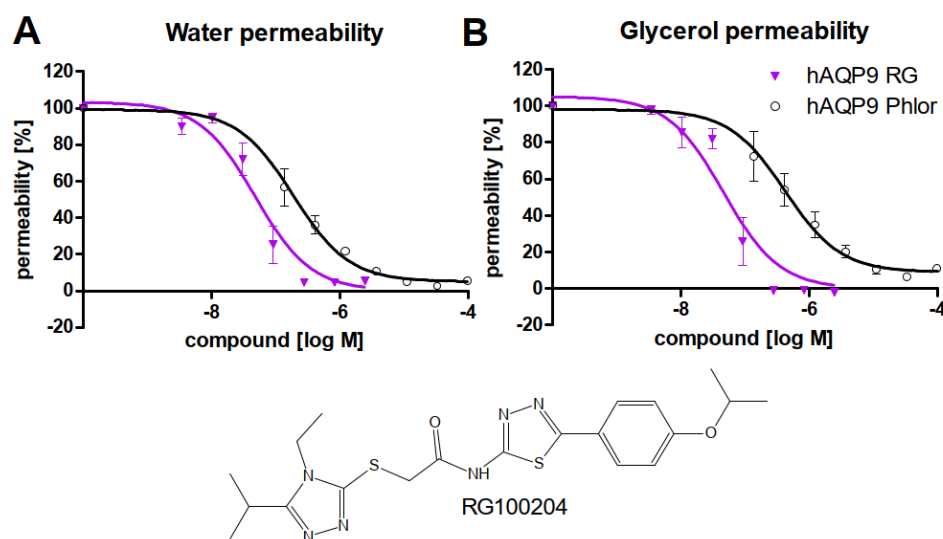 A
Water permeability
B
Glycerol permeability
120
100
80
60
40
20
0
-20
permeability [%]
-8
-6
-4
compound [log M]
120
100
80
60
40
20
0
-20
permeability [%]
-8
-6
-4
compound [log M]
hAQP9 RG
hAQP9 Phlor
O
N
N
S
N
NH
S
O
N
N
RG100204